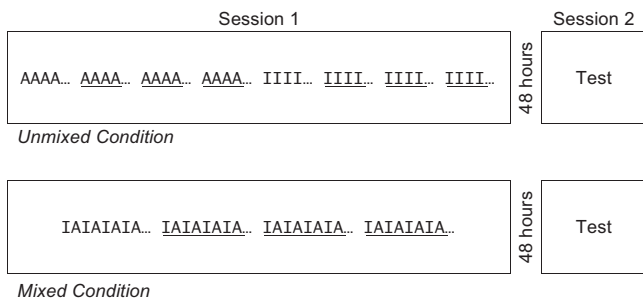 Session 1 Session 2
AAAA… AAAA… AAAA… AAAA… IIII… IIII… IIII… IIII… 48 hours Test
Unmixed Condition
IAIAIAIA… IAIAIAIA… IAIAIAIA… IAIAIAIA… 48 hours Test
Mixed Condition